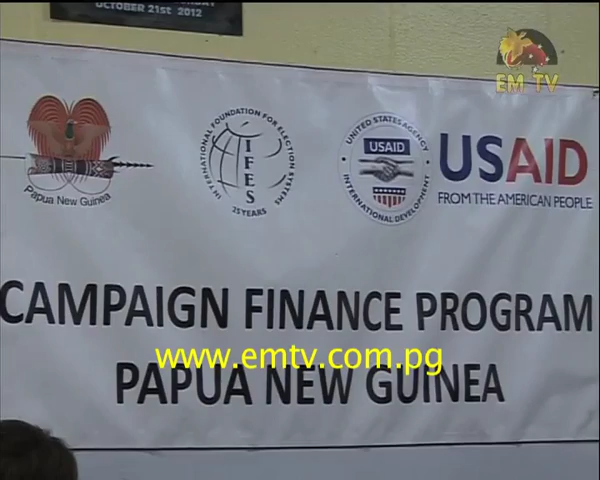 OCTOBER 21st 2012
EM TV
Papua New Guinea
INTERNATIONAL FOUNDATION FOR ELECTION SYSTEMS
IFES
25 YEARS
UNITED STATES AGENCY
USAID
INTERNATIONAL DEVELOPMENT
USAID
FROM THE AMERICAN PEOPLE
CAMPAIGN FINANCE PROGRAM
www.emtv.com.pg
PAPUA NEW GUINEA